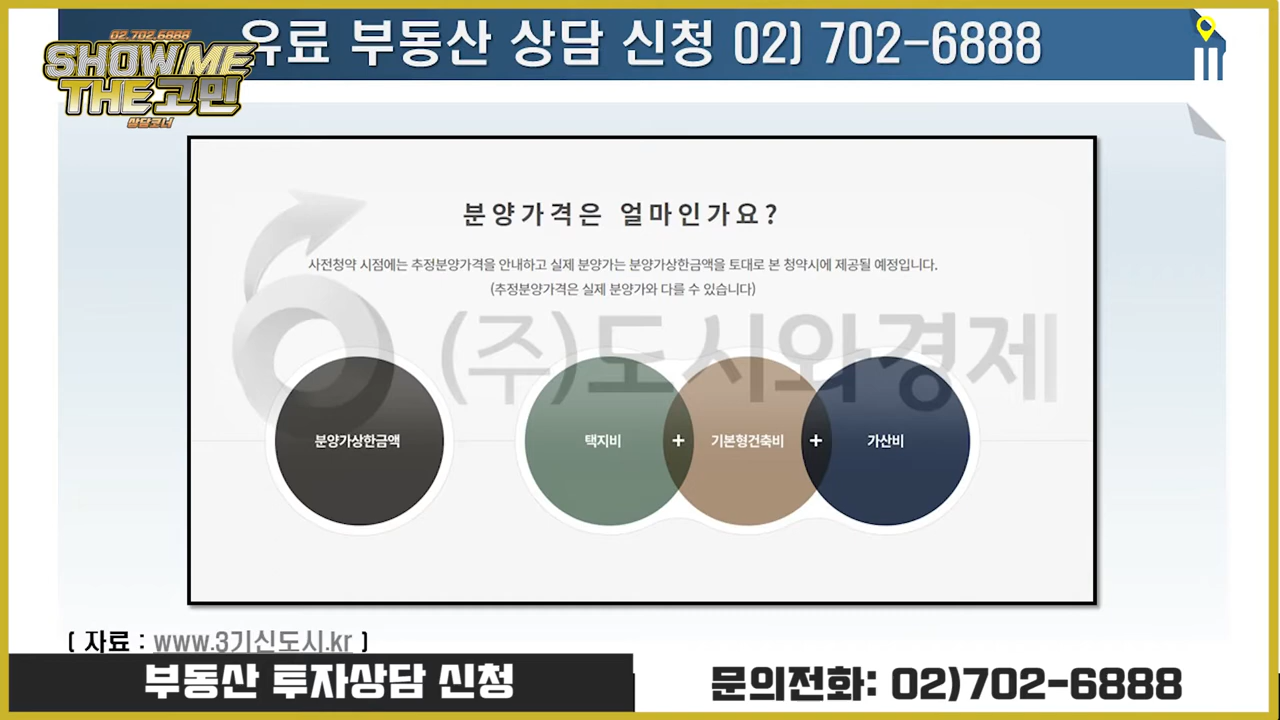 유료 부동산 상담 신청 02) 702-6888
02.702.6888
SHOW ME
THE고민
상담코너
분양가격은 얼마인가요?
사전청약 시점에는 추정분양가격을 안내하고 실제 분양가는 분양가상한금액을 토대로 본 청약시에 제공될 예정입니다.
(추정분양가격은 실제 분양가와 다를 수 있습니다)
(주)도시와경제
분양가상한금액
택지비 + 기본형건축비 + 가산비
( 자료 : www.3기신도시.kr )
부동산 투자상담 신청
문의전화: 02)702-6888